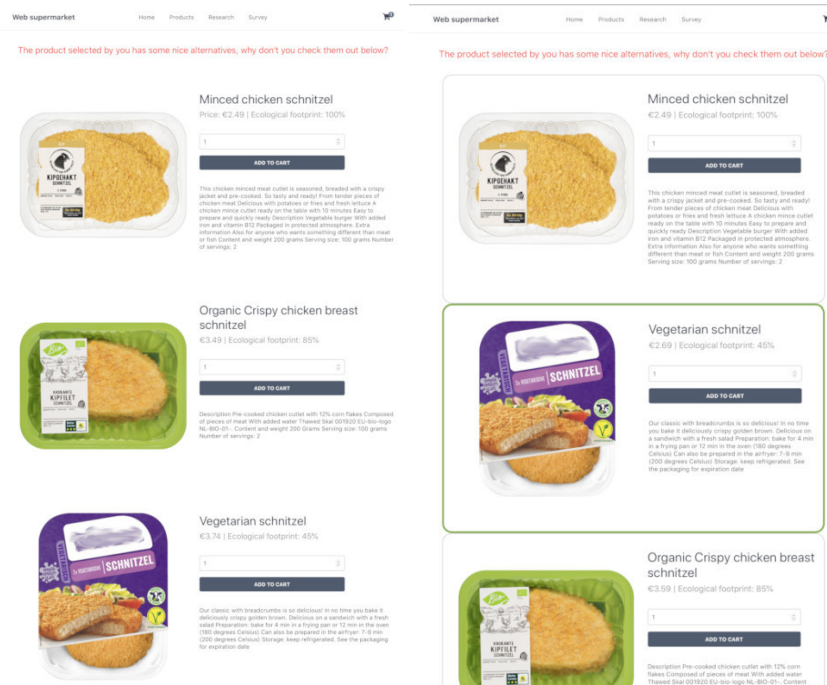 Web supermarket Home Products Research Survey
The product selected by you has some nice alternatives, why don't you check them out below?
KIPGEHAKT
SCHNITZEL
Minced chicken schnitzel
Price: €2.49 | Ecological footprint: 100%
1
ADD TO CART
This chicken minced meat cutlet is seasoned, breaded with a crispy
jacket and pre-cooked. So tasty and ready! From tender pieces of
chicken meat Delicious with potatoes or fries and fresh lettuce A
chicken mince cutlet ready on the table with 10 minutes Easy to
prepare and quickly ready Description Vegetable burger With added
iron and vitamin B12 Packaged in protected atmosphere. Extra
information Also for anyone who wants something different than meat
or fish Content and weight 200 grams Serving size: 100 grams Number
of servings: 2
KROKANTE
KIPFILET
SCHNITZEL
Organic Crispy chicken breast
schnitzel
€3.49 | Ecological footprint: 85%
1
ADD TO CART
Description Pre-cooked chicken cutlet with 12% corn flakes Composed
of pieces of meat With added water Thawed Skal 001920 EU-bio-logo
NL-BIO-01-. Content and weight 200 Grams Serving size: 100 grams
Number of servings: 2
SCHNITZEL
Vegetarian schnitzel
€3.74 | Ecological footprint: 45%
1
ADD TO CART
Our classic with breadcrumbs is so delicious! In no time you bake it
deliciously crispy golden brown. Delicious on a sandwich with a fresh
salad Preparation: bake for 4 min in a frying pan or 12 min in the oven
(180 degrees Celsius) Can also be prepared in the airfryer: 7-8 min
(200 degrees Celsius) Storage: keep refrigerated. See the packaging
for expiration date
Web supermarket Home Products Research Survey
The product selected by you has some nice alternatives, why don't you check them out below?
KIPGEHAKT
SCHNITZEL
Minced chicken schnitzel
€2.49 | Ecological footprint: 100%
1
ADD TO CART
This chicken minced meat cutlet is seasoned, breaded
with a crispy jacket and pre-cooked. So tasty and ready!
From tender pieces of chicken meat Delicious with
potatoes or fries and fresh lettuce A chicken mince cutlet
ready on the table with 10 minutes Easy to prepare and
quickly ready Description Vegetable burger With added
iron and vitamin B12 Packaged in protected atmosphere.
Extra information Also for anyone who wants something
different than meat or fish Content and weight 200 grams
Serving size: 100 grams Number of servings: 2
SCHNITZEL
Vegetarian schnitzel
€2.69 | Ecological footprint: 45%
1
ADD TO CART
Our classic with breadcrumbs is so delicious! In no time
you bake it deliciously crispy golden brown. Delicious on
a sandwich with a fresh salad Preparation: bake for 4 min
in a frying pan or 12 min in the oven (180 degrees
Celsius) Can also be prepared in the airfryer: 7-8 min
(200 degrees Celsius) Storage: keep refrigerated. See
the packaging for expiration date
KROKANTE
KIPFILET
SCHNITZEL
Organic Crispy chicken breast
schnitzel
€3.59 | Ecological footprint: 85%
1
ADD TO CART
Description Pre-cooked chicken cutlet with 12% corn
flakes Composed of pieces of meat With added water
Thawed Skal 001920 EU-bio-logo NL-BIO-01-. Content